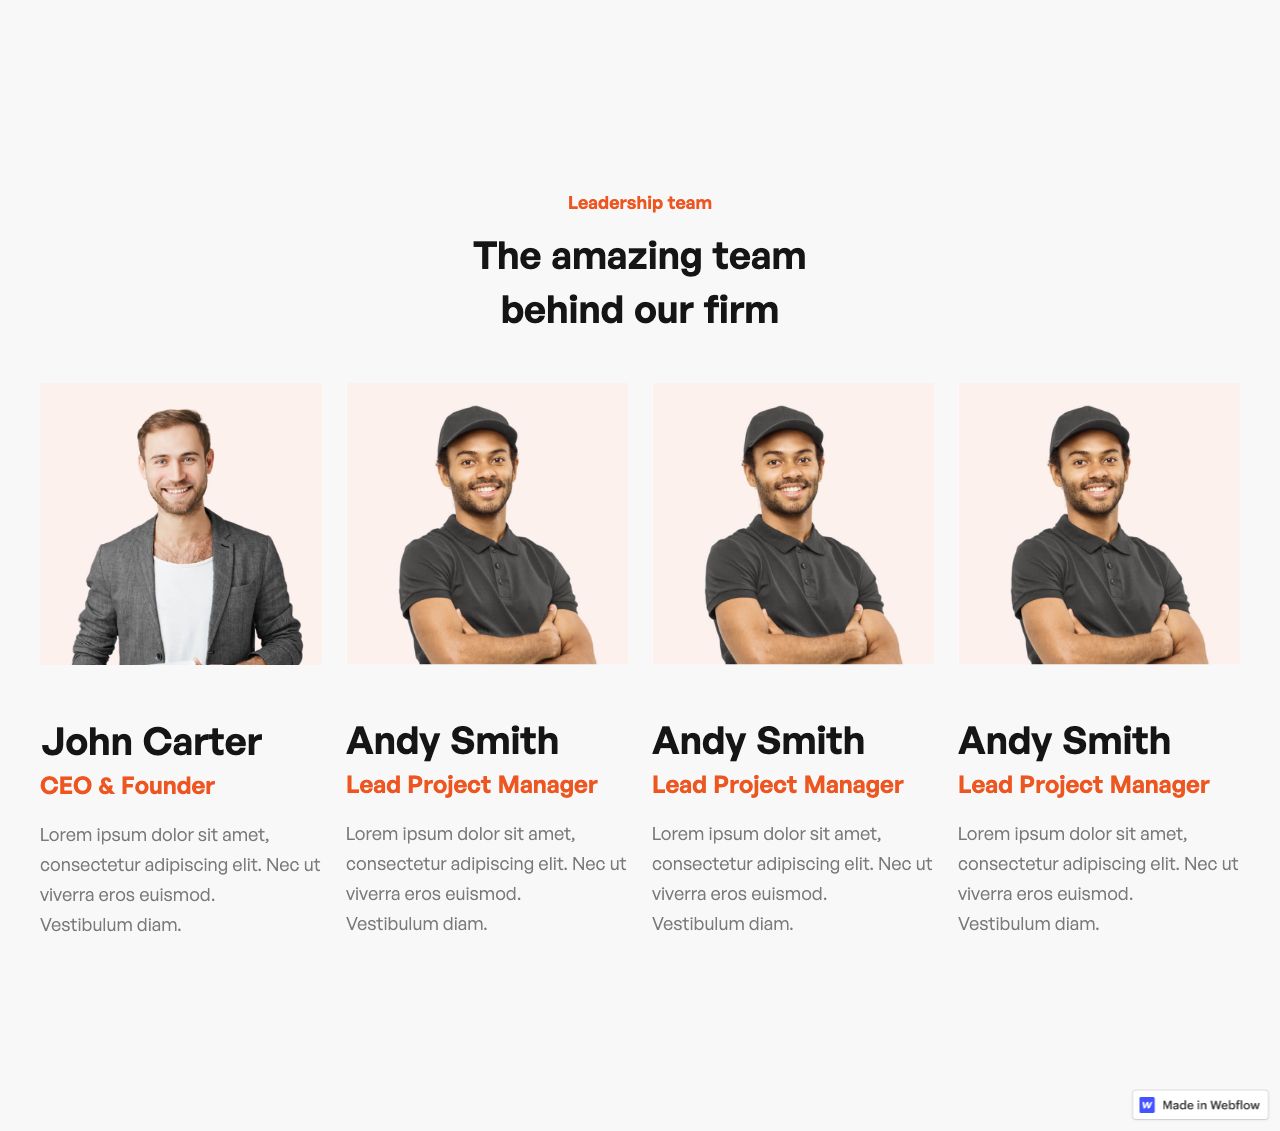 Leadership team
The amazing team
behind our firm
John Carter
CEO & Founder
Lorem ipsum dolor sit amet,
consectetur adipiscing elit. Nec ut
viverra eros euismod.
Vestibulum diam.
Andy Smith
Lead Project Manager
Lorem ipsum dolor sit amet,
consectetur adipiscing elit. Nec ut
viverra eros euismod.
Vestibulum diam.
Andy Smith
Lead Project Manager
Lorem ipsum dolor sit amet,
consectetur adipiscing elit. Nec ut
viverra eros euismod.
Vestibulum diam.
Andy Smith
Lead Project Manager
Lorem ipsum dolor sit amet,
consectetur adipiscing elit. Nec ut
viverra eros euismod.
Vestibulum diam.
Made in Webflow